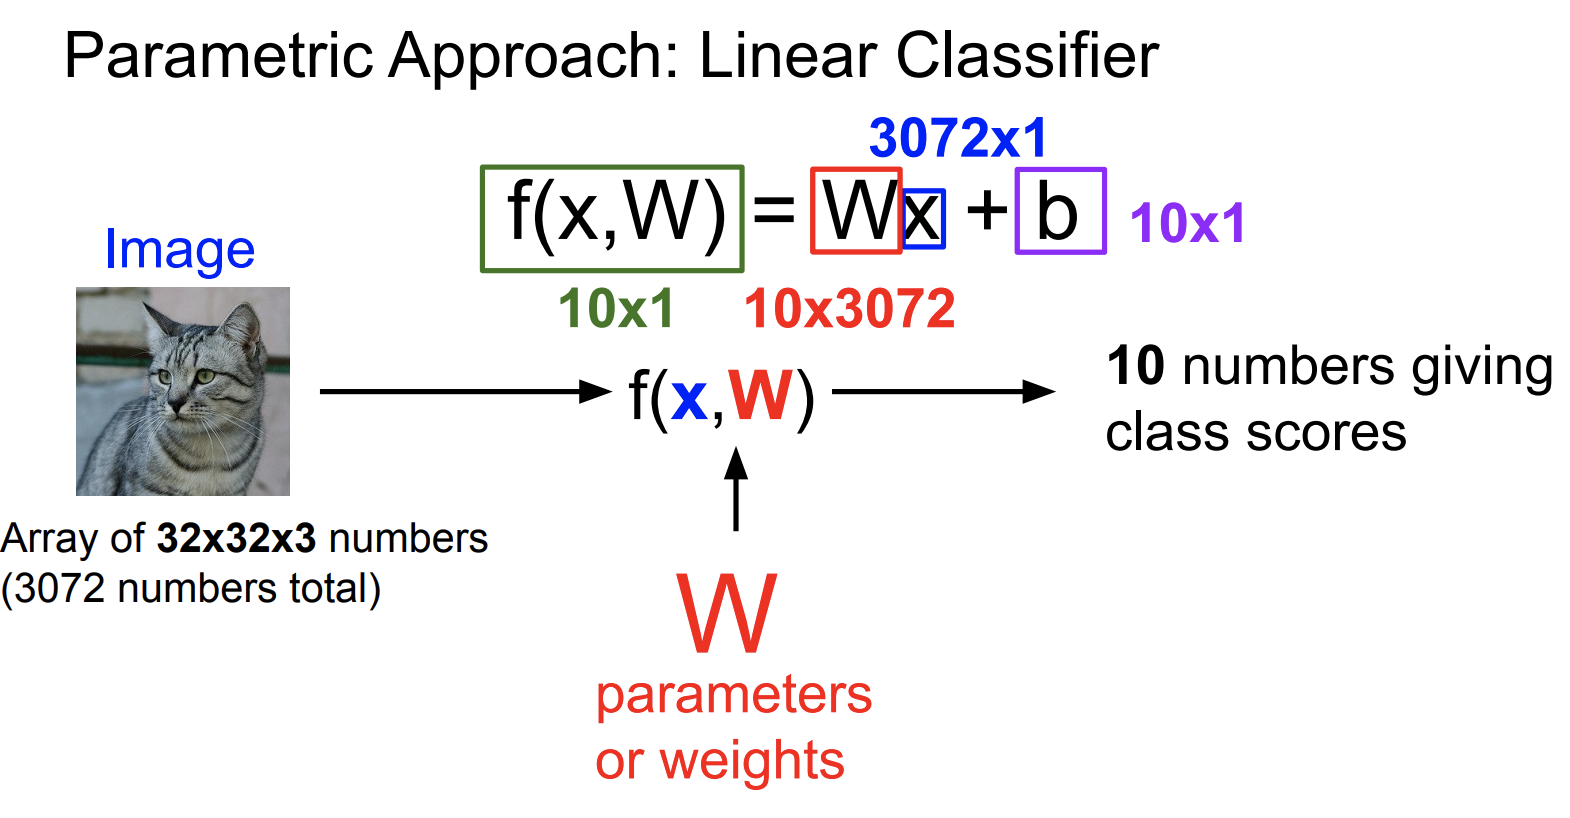 Parametric Approach: Linear Classifier
3072x1
f(x,W) = Wx + b 10x1
Image
10x1 10x3072
f(x,W)
10 numbers giving
class scores
Array of 32x32x3 numbers
(3072 numbers total)
W
parameters
or weights